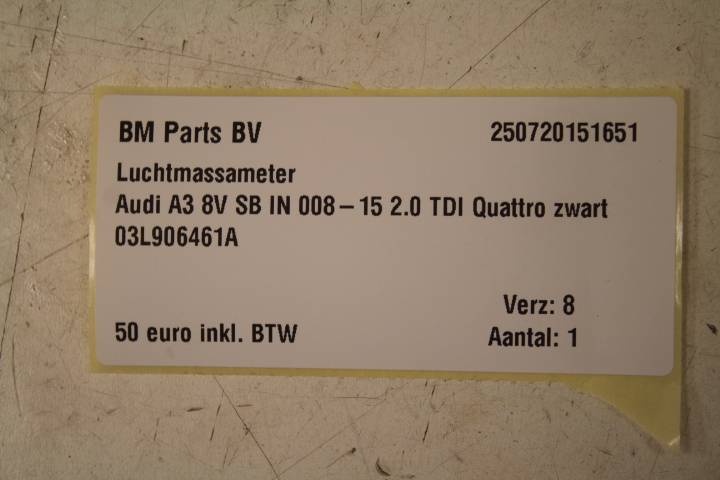 BM Parts BV 250720151651
Luchtmassameter
Audi A3 8V SB IN 008-15 2.0 TDI Quattro zwart
03L906461A
Verz: 8
50 euro inkl. BTW Aantal: 1